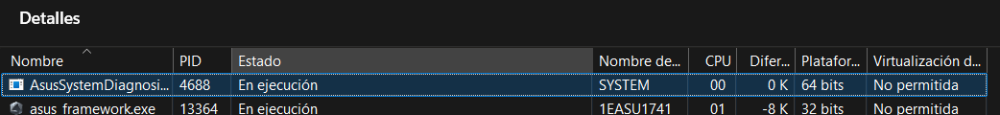 Detalles
Nombre PID Estado Nombre de... CPU Difer... Platafor... Virtualización d...
AsusSystemDiagnosi... 4688 En ejecución SYSTEM 00 0 K 64 bits No permitida
asus_framework.exe 13364 En ejecución 1EASU1741 01 -8 K 32 bits No permitida